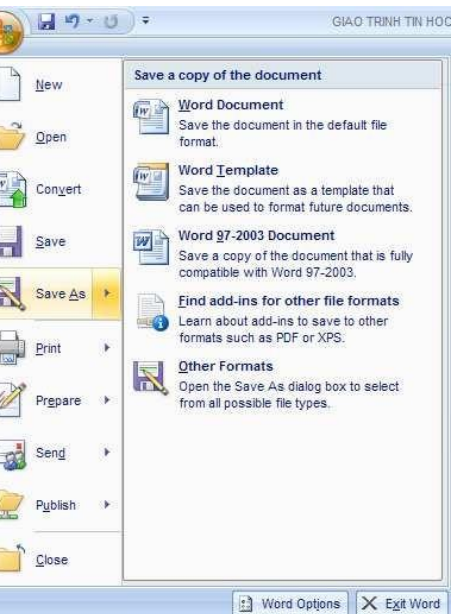 GIAO TRINH TIN HOC
New
Open
Convert
Save
Save As
Print
Prepare
Send
Publish
Close
Save a copy of the document
Word Document
Save the document in the default file
format.
Word Template
Save the document as a template that
can be used to format future documents.
Word 97-2003 Document
Save a copy of the document that is fully
compatible with Word 97-2003.
Find add-ins for other file formats
Learn about add-ins to save to other
formats such as PDF or XPS.
Other Formats
Open the Save As dialog box to select
from all possible file types.
Word Options
Exit Word